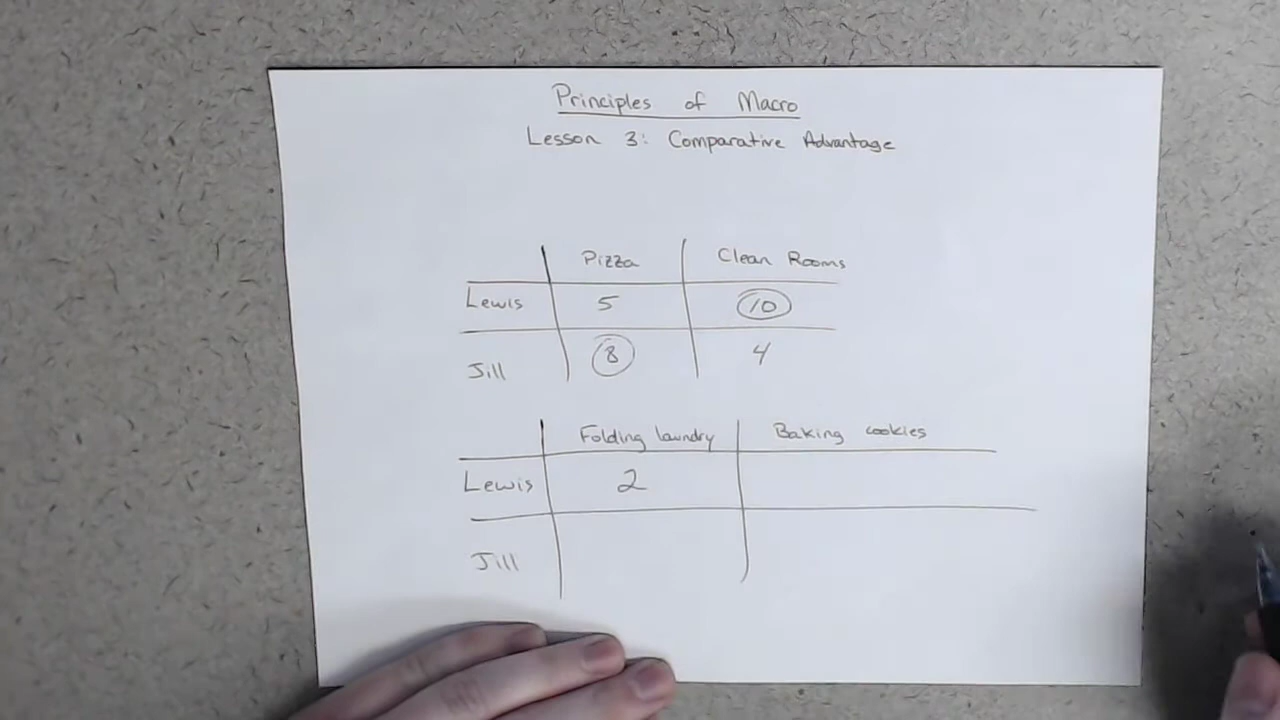 Principles of Macro
Lesson 3: Comparative Advantage
Pizza Clean Rooms
Lewis 5 10
Jill 8 4
Folding laundry Baking cookies
Lewis 2
Jill